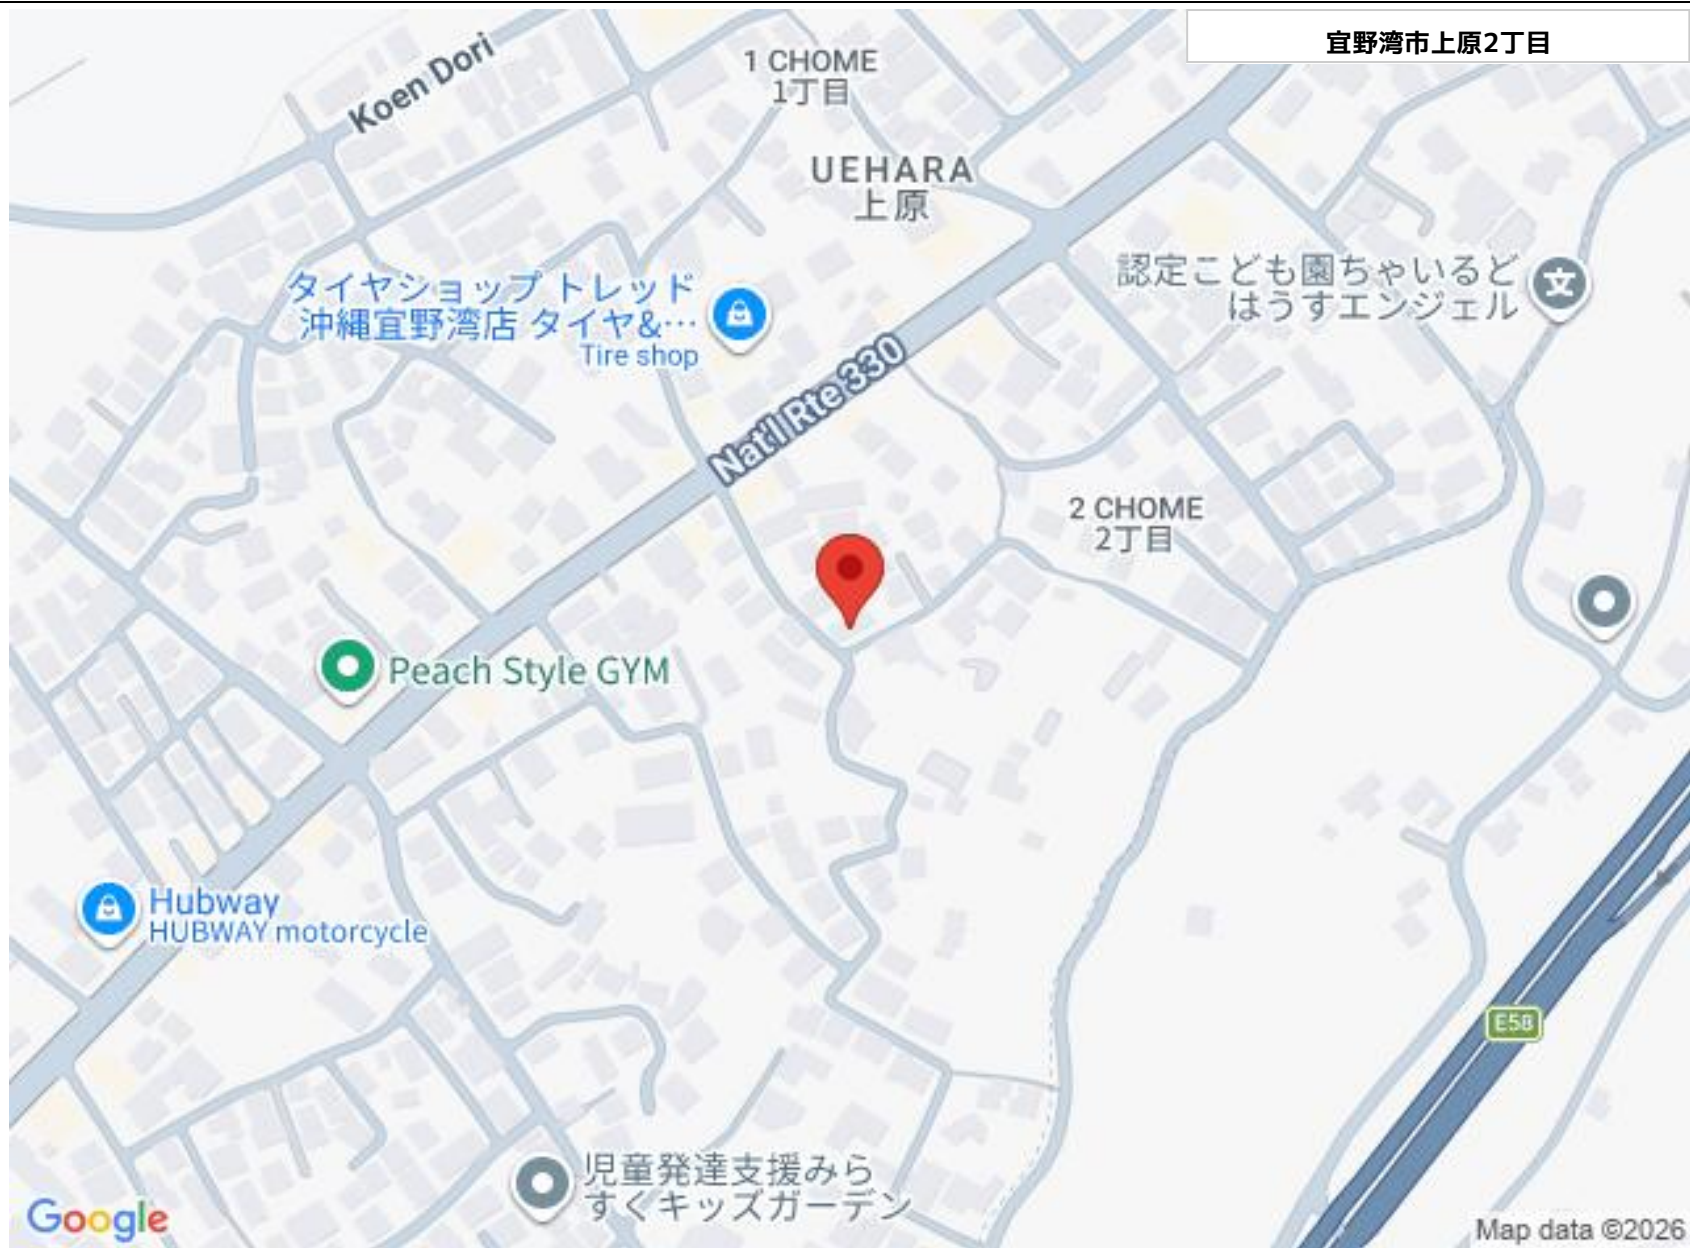 宜野湾市上原2丁目
Koen Dori
1 CHOME
1丁目
UEHARA
上原
タイヤショップ トレッド
沖縄宜野湾店 タイヤ&…
Tire shop
認定こども園ちゃいるど
はうすエンジェル
文
Nat'l Rte 330
2 CHOME
2丁目
Peach Style GYM
Hubway
HUBWAY motorcycle
E58
児童発達支援みら
すくキッズガーデン
Google
Map data ©2026